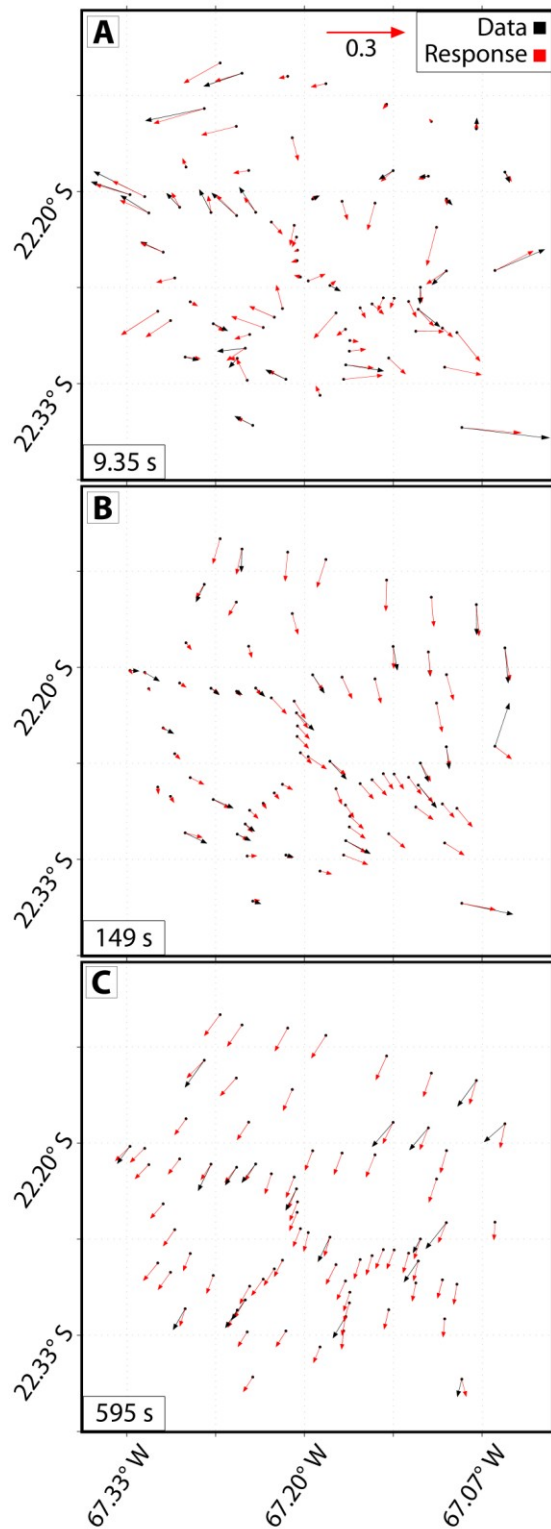 A
0.3
Data
Response
22.20° S
22.33° S
9.35 s
B
22.20° S
22.33° S
149 s
C
22.20° S
22.33° S
595 s
67.33° W
67.20° W
67.07° W